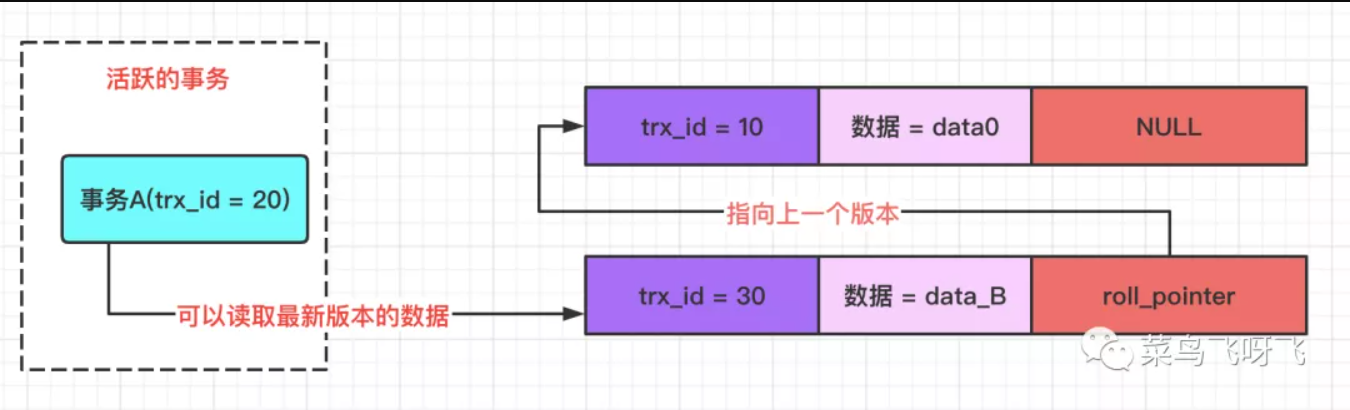 活跃的事务
事务A(trx_id = 20)
可以读取最新版本的数据
trx_id = 10
数据 = data0
NULL
指向上一个版本
trx_id = 30
数据 = data_B
roll_pointer
菜鸟飞呀飞